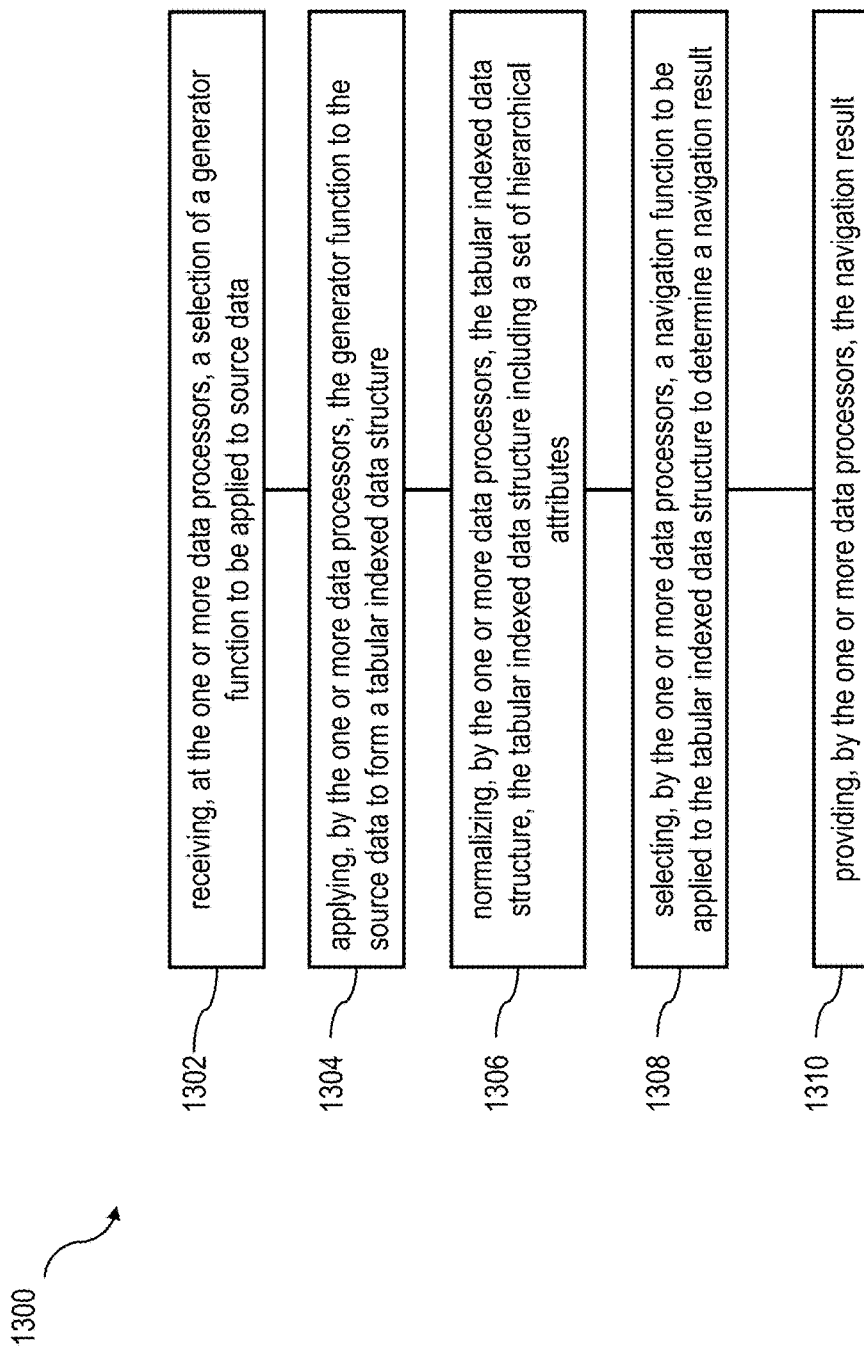 1300
1302
receiving, at the one or more data processors, a selection of a generator
function to be applied to source data
1304
applying, by the one or more data processors, the generator function to the
source data to form a tabular indexed data structure
1306
normalizing, by the one or more data processors, the tabular indexed data
structure, the tabular indexed data structure including a set of hierarchical
attributes
1308
selecting, by the one or more data processors, a navigation function to be
applied to the tabular indexed data structure to determine a navigation result
1310
providing, by the one or more data processors, the navigation result